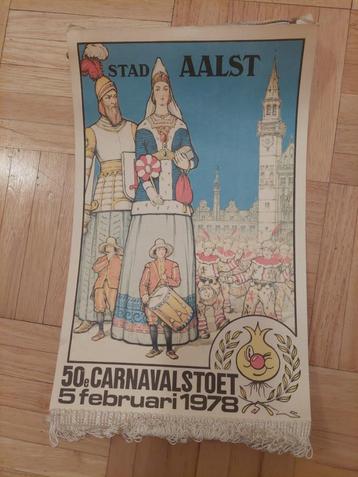 STAD AALST
50e CARNAVALSTOET
5 februari 1978